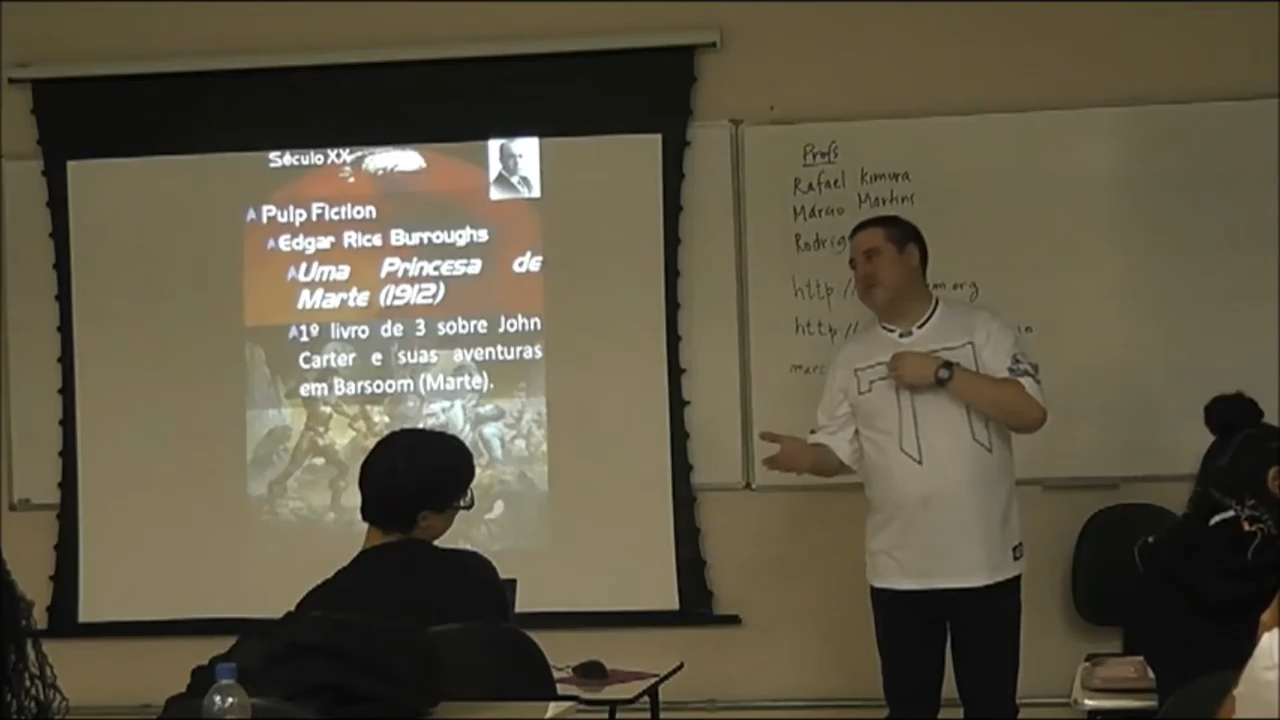 Século XX
Pulp Fiction
Edgar Rice Burroughs
Uma Princesa de
Marte (1912)
1º livro de 3 sobre John
Carter e suas aventuras
em Barsoom (Marte).
Profs
Rafael Kimura
Márcio Martins
http://
http://